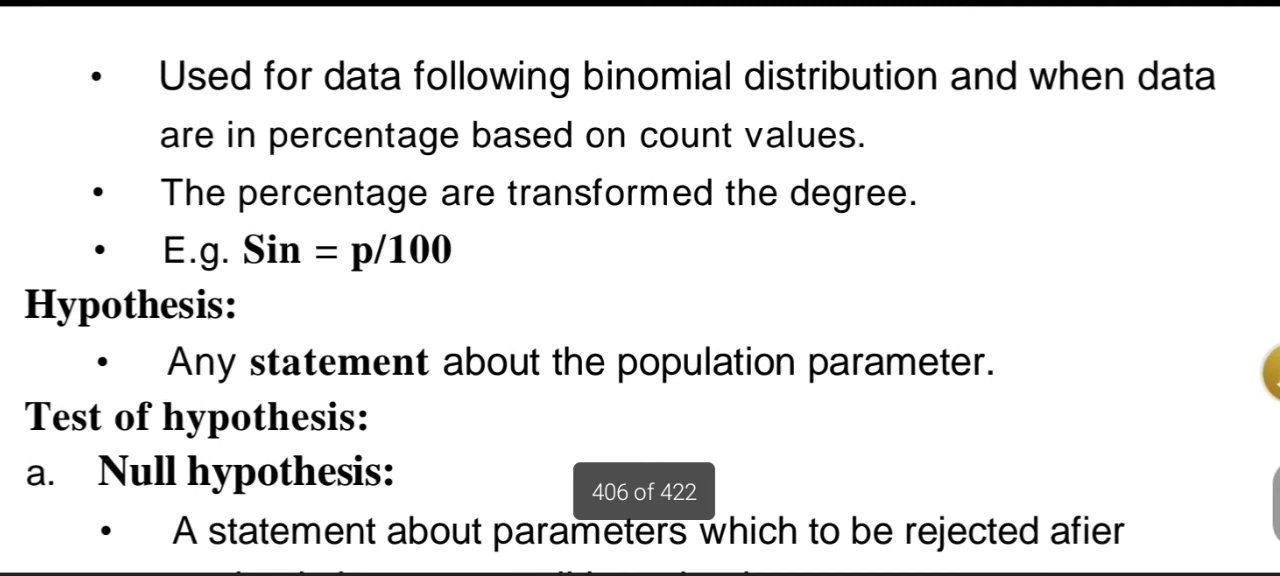 • Used for data following binomial distribution and when data
are in percentage based on count values.
• The percentage are transformed the degree.
• E.g. Sin = p/100
Hypothesis:
• Any statement about the population parameter.
Test of hypothesis:
a. Null hypothesis:
406 of 422
• A statement about parameters which to be rejected afier